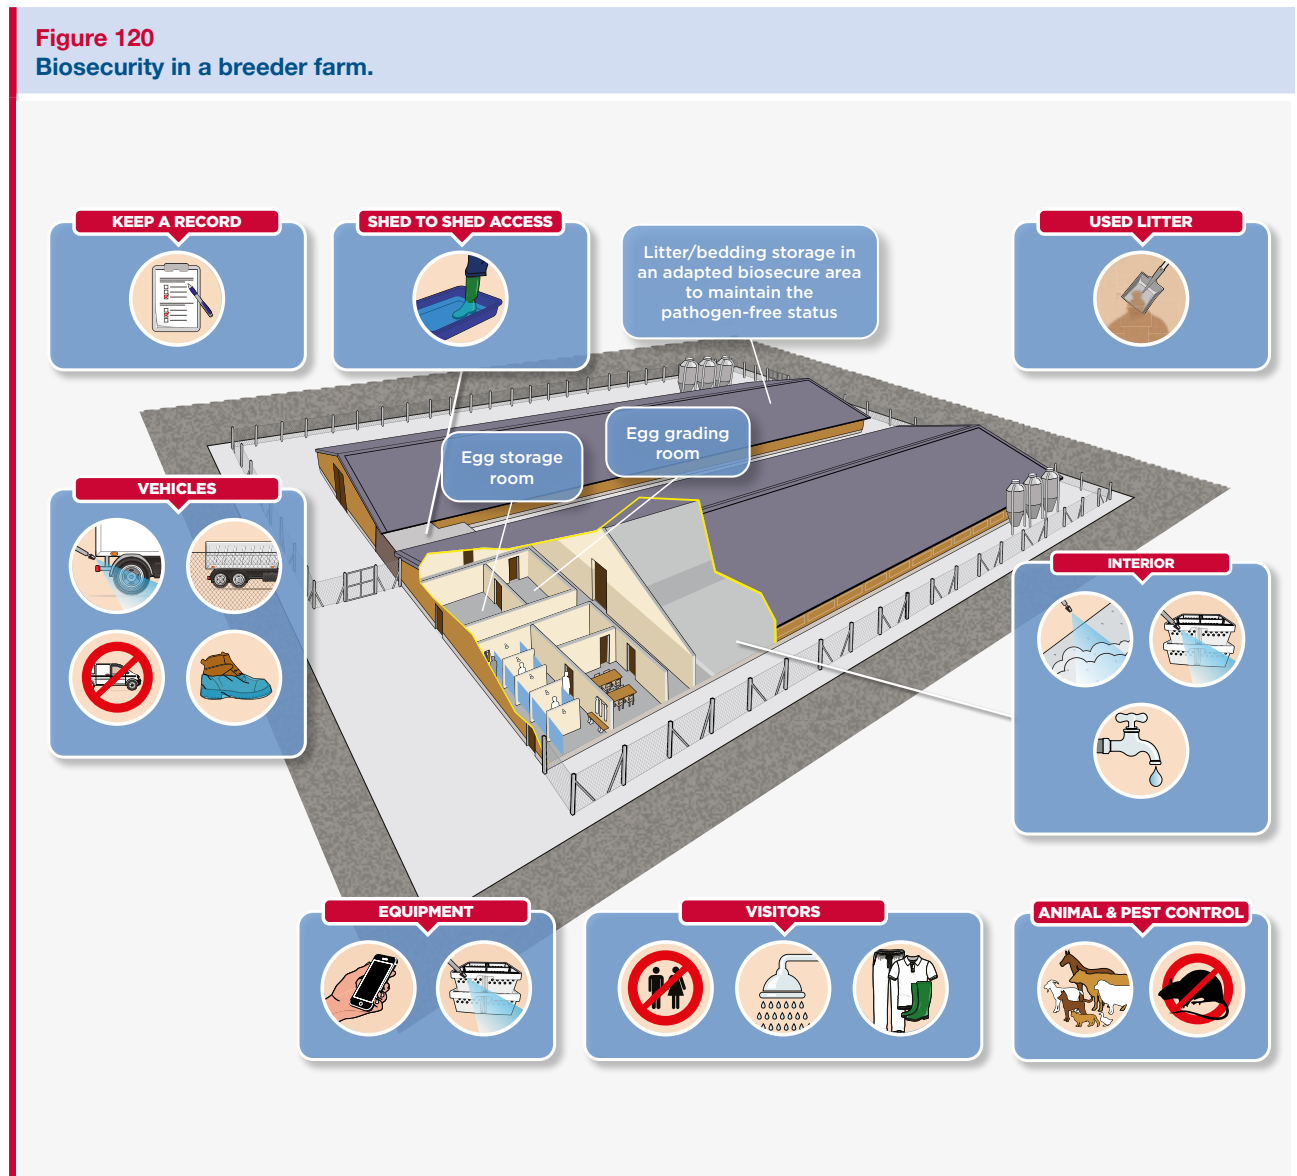 Figure 120
Biosecurity in a breeder farm.
KEEP A RECORD
SHED TO SHED ACCESS
Litter/bedding storage in
an adapted biosecure area
to maintain the
pathogen-free status
USED LITTER
Egg grading
room
Egg storage
room
VEHICLES
INTERIOR
EQUIPMENT
VISITORS
ANIMAL & PEST CONTROL